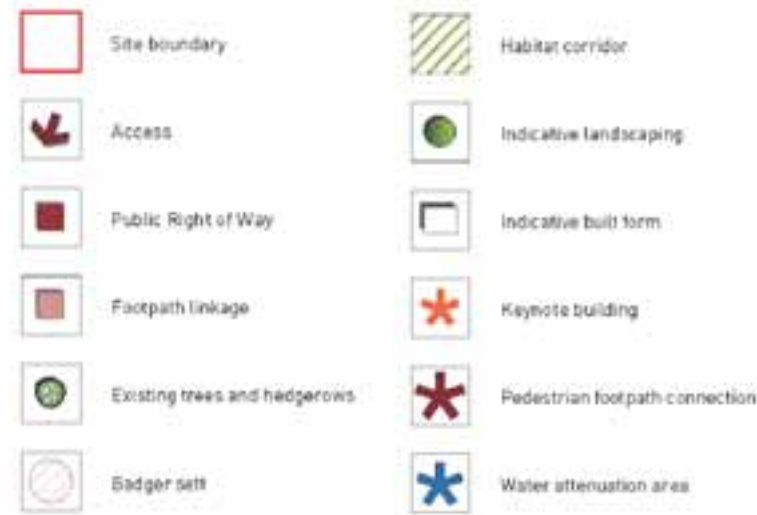 Site boundary
Access
Public Right of Way
Footpath linkage
Existing trees and hedgerows
Badger sett
Habitat corridor
Indicative landscaping
Indicative built form
Keynote building
Pedestrian footpath connection
Water attenuation area